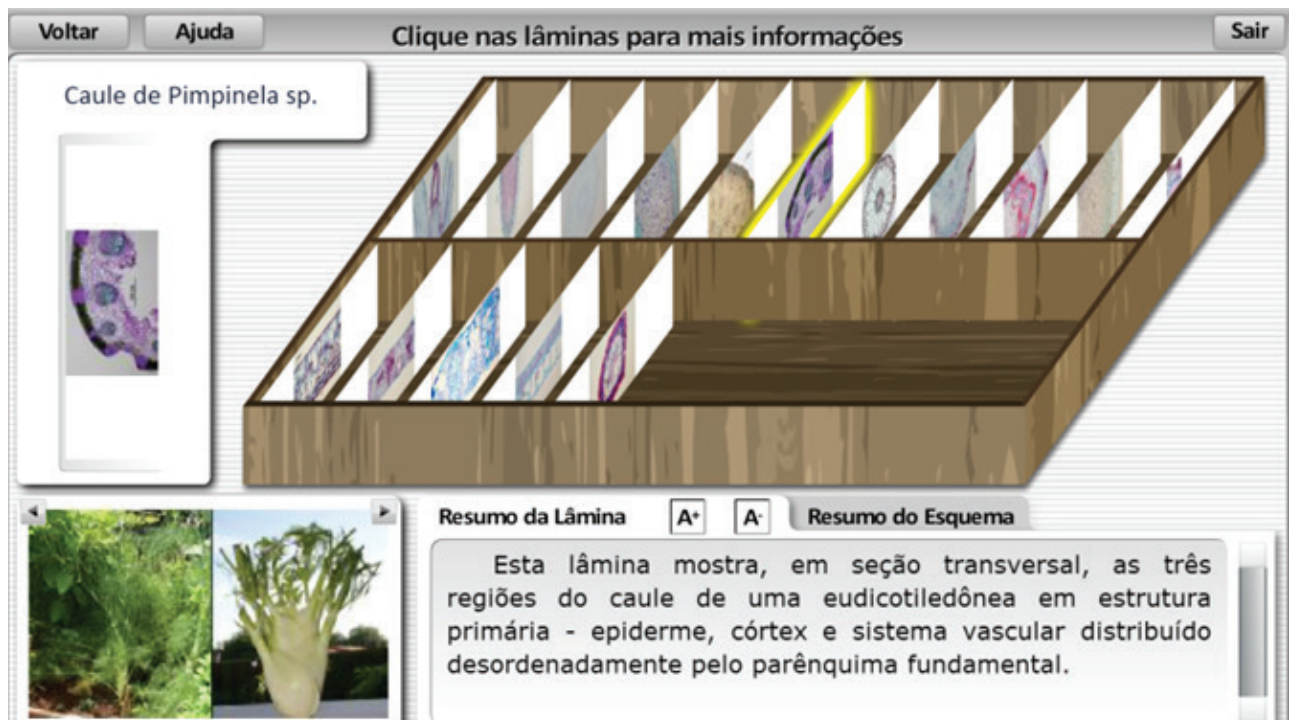 Voltar
Ajuda
Clique nas lâminas para mais informações
Sair
Caule de Pimpinela sp.
Resumo da Lâmina
A+
A-
Resumo do Esquema
Esta lâmina mostra, em seção transversal, as três
regiões do caule de uma eudicotiledônea em estrutura
primária - epiderme, córtex e sistema vascular distribuído
desordenadamente pelo parênquima fundamental.